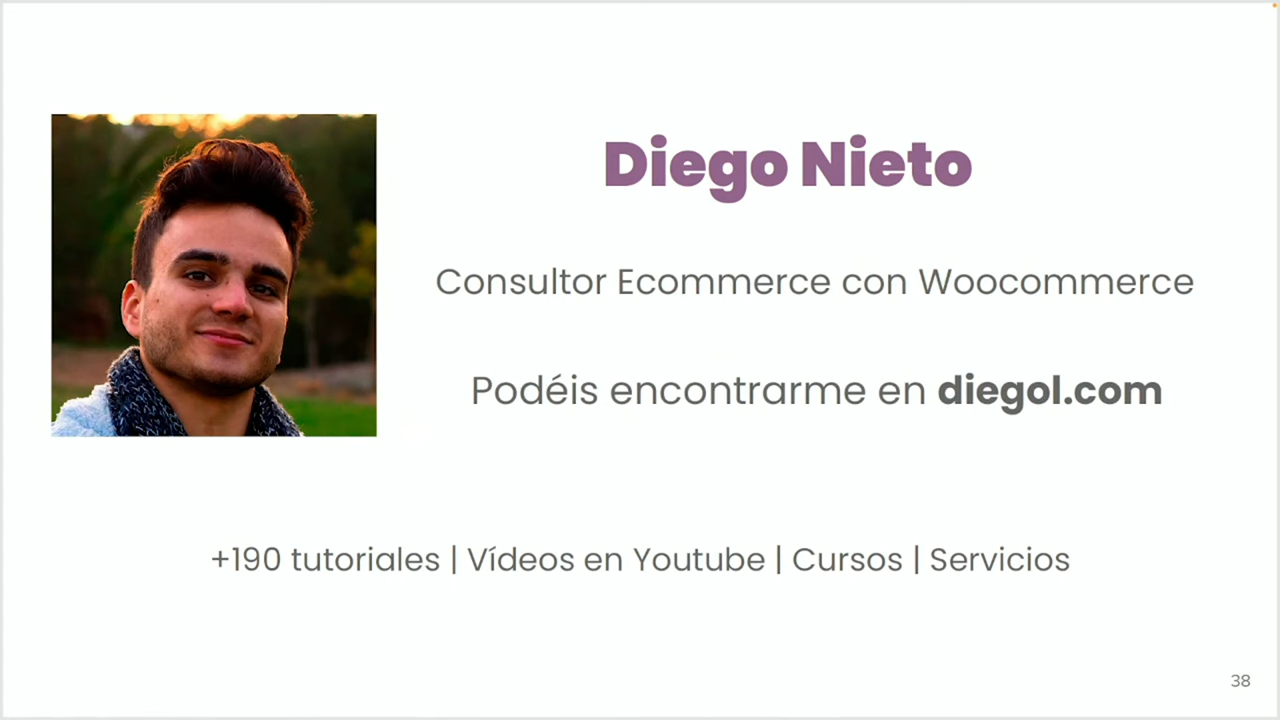 Diego Nieto
Consultor Ecommerce con Woocommerce
Podéis encontrarme en diegol.com
+190 tutoriales | Vídeos en Youtube | Cursos | Servicios
38